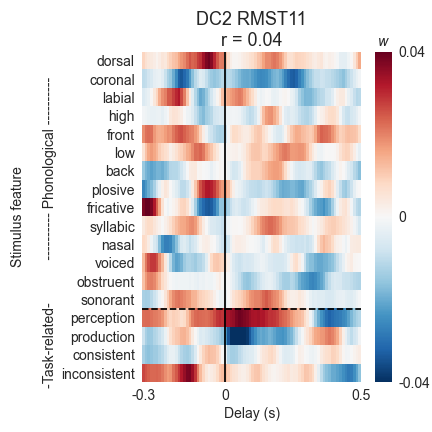 DC2 RMST11
r = 0.04
w
dorsal
coronal
labial
high
front
low
back
plosive
fricative
syllabic
nasal
voiced
obstruent
sonorant
perception
production
consistent
inconsistent
Stimulus feature
-Task-related- ---------- Phonological ----------
0.04
0
-0.04
-0.3 0 0.5
Delay (s)